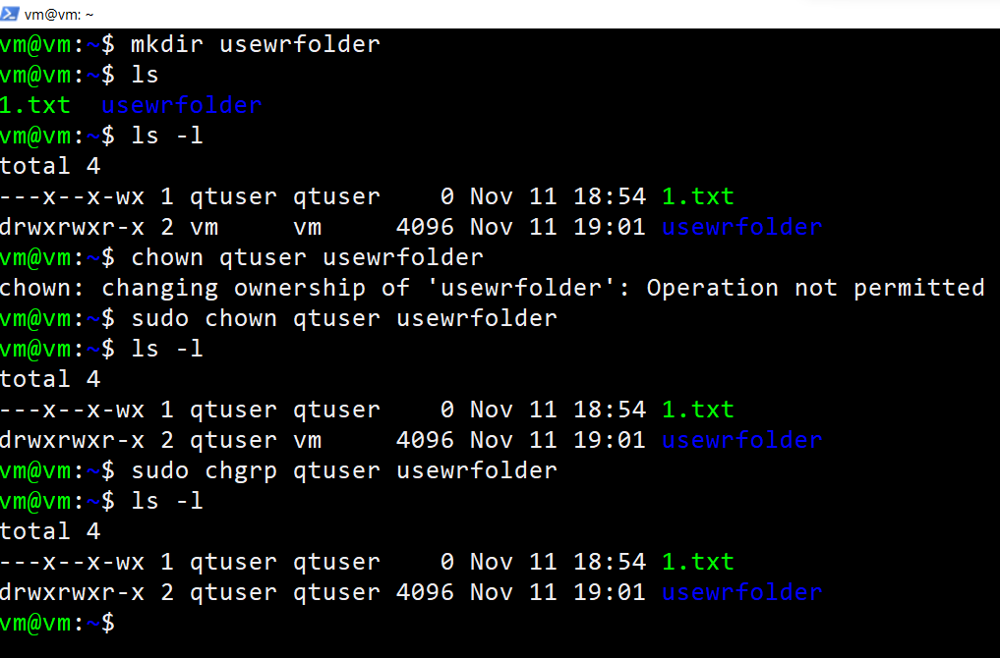 vm@vm: ~
vm@vm:~$ mkdir usewrfolder
vm@vm:~$ ls
1.txt  usewrfolder
vm@vm:~$ ls -l
total 4
---x--x-wx 1 qtuser qtuser    0 Nov 11 18:54 1.txt
drwxrwxr-x 2 vm     vm     4096 Nov 11 19:01 usewrfolder
vm@vm:~$ chown qtuser usewrfolder
chown: changing ownership of 'usewrfolder': Operation not permitted
vm@vm:~$ sudo chown qtuser usewrfolder
vm@vm:~$ ls -l
total 4
---x--x-wx 1 qtuser qtuser    0 Nov 11 18:54 1.txt
drwxrwxr-x 2 qtuser vm     4096 Nov 11 19:01 usewrfolder
vm@vm:~$ sudo chgrp qtuser usewrfolder
vm@vm:~$ ls -l
total 4
---x--x-wx 1 qtuser qtuser    0 Nov 11 18:54 1.txt
drwxrwxr-x 2 qtuser qtuser 4096 Nov 11 19:01 usewrfolder
vm@vm:~$